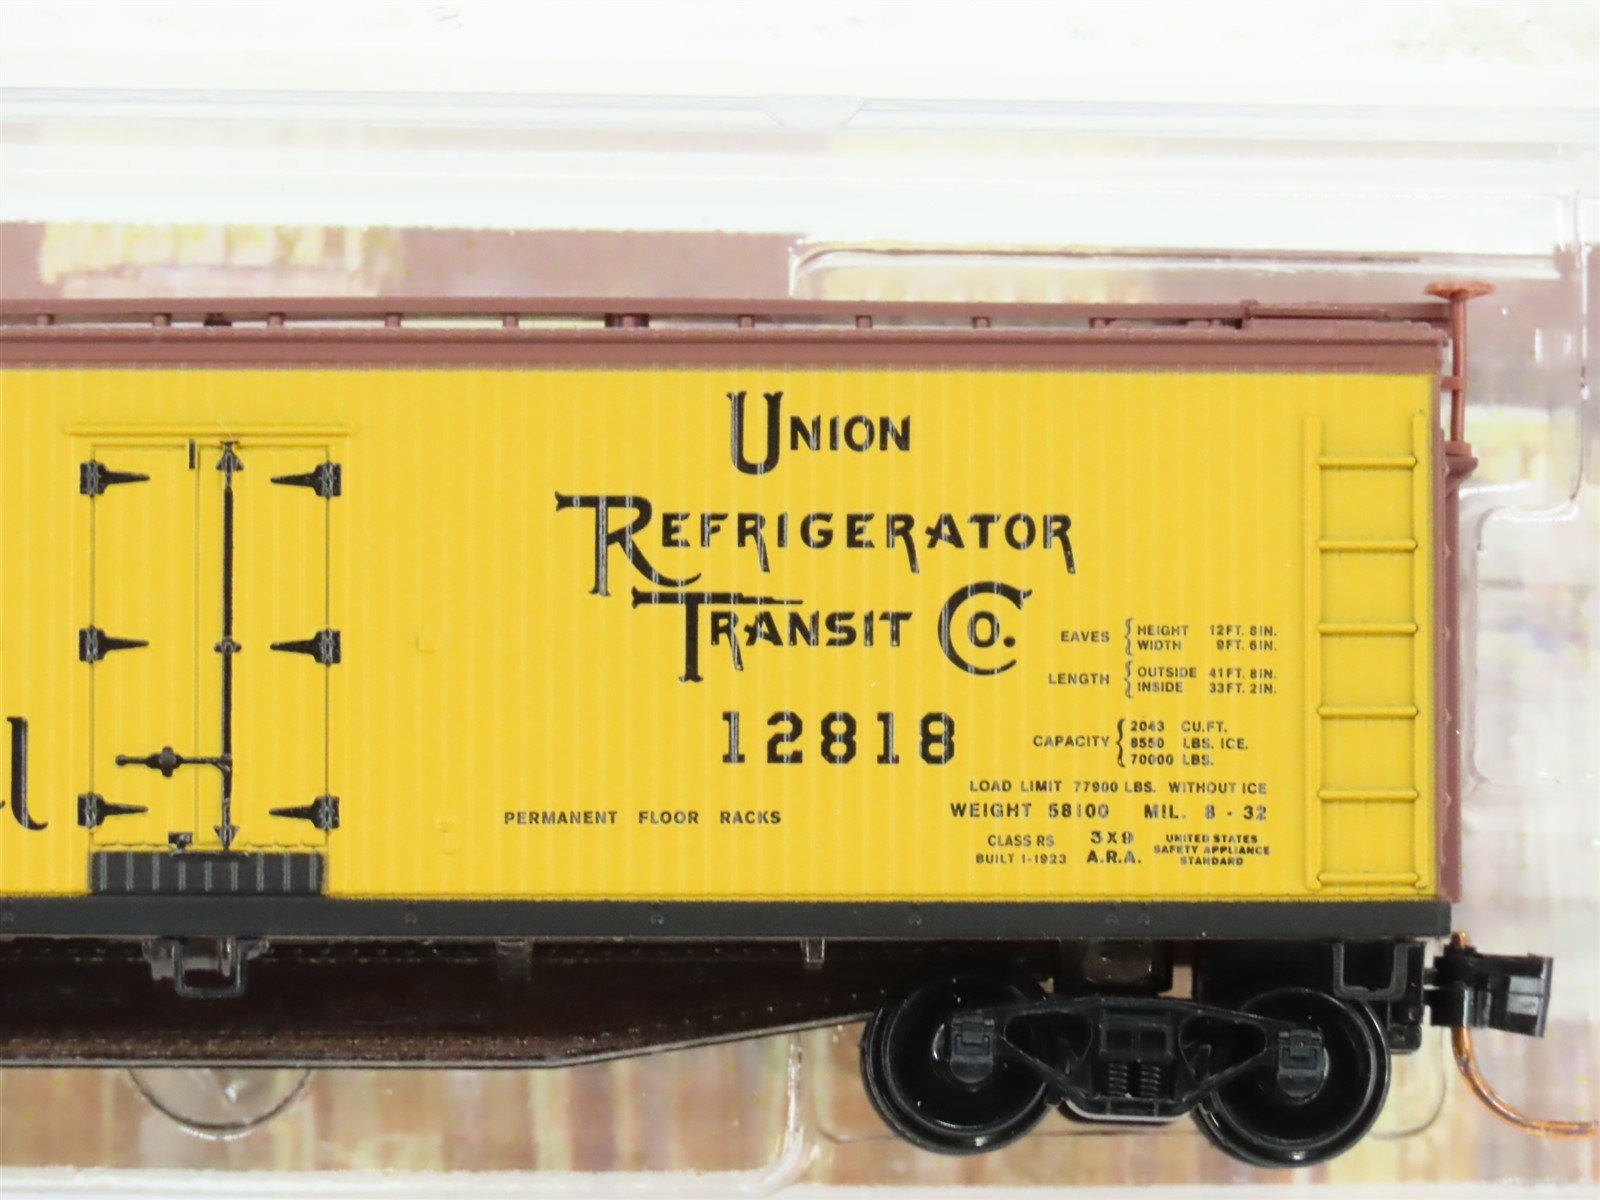 UNION
REFRIGERATOR
TRANSIT CO.
12818
PERMANENT FLOOR RACKS
EAVES { HEIGHT 12FT. 8IN.
WIDTH 9FT. 6IN.
LENGTH { OUTSIDE 41FT. 8IN.
INSIDE 33FT. 2IN.
CAPACITY { 2043 CU.FT.
8550 LBS. ICE.
70000 LBS.
LOAD LIMIT 77900 LBS. WITHOUT ICE
WEIGHT 58100 MIL. 8 - 32
CLASS RS 3X9
BUILT 1-1923 A.R.A.
UNITED STATES
SAFETY APPLIANCE
STANDARD